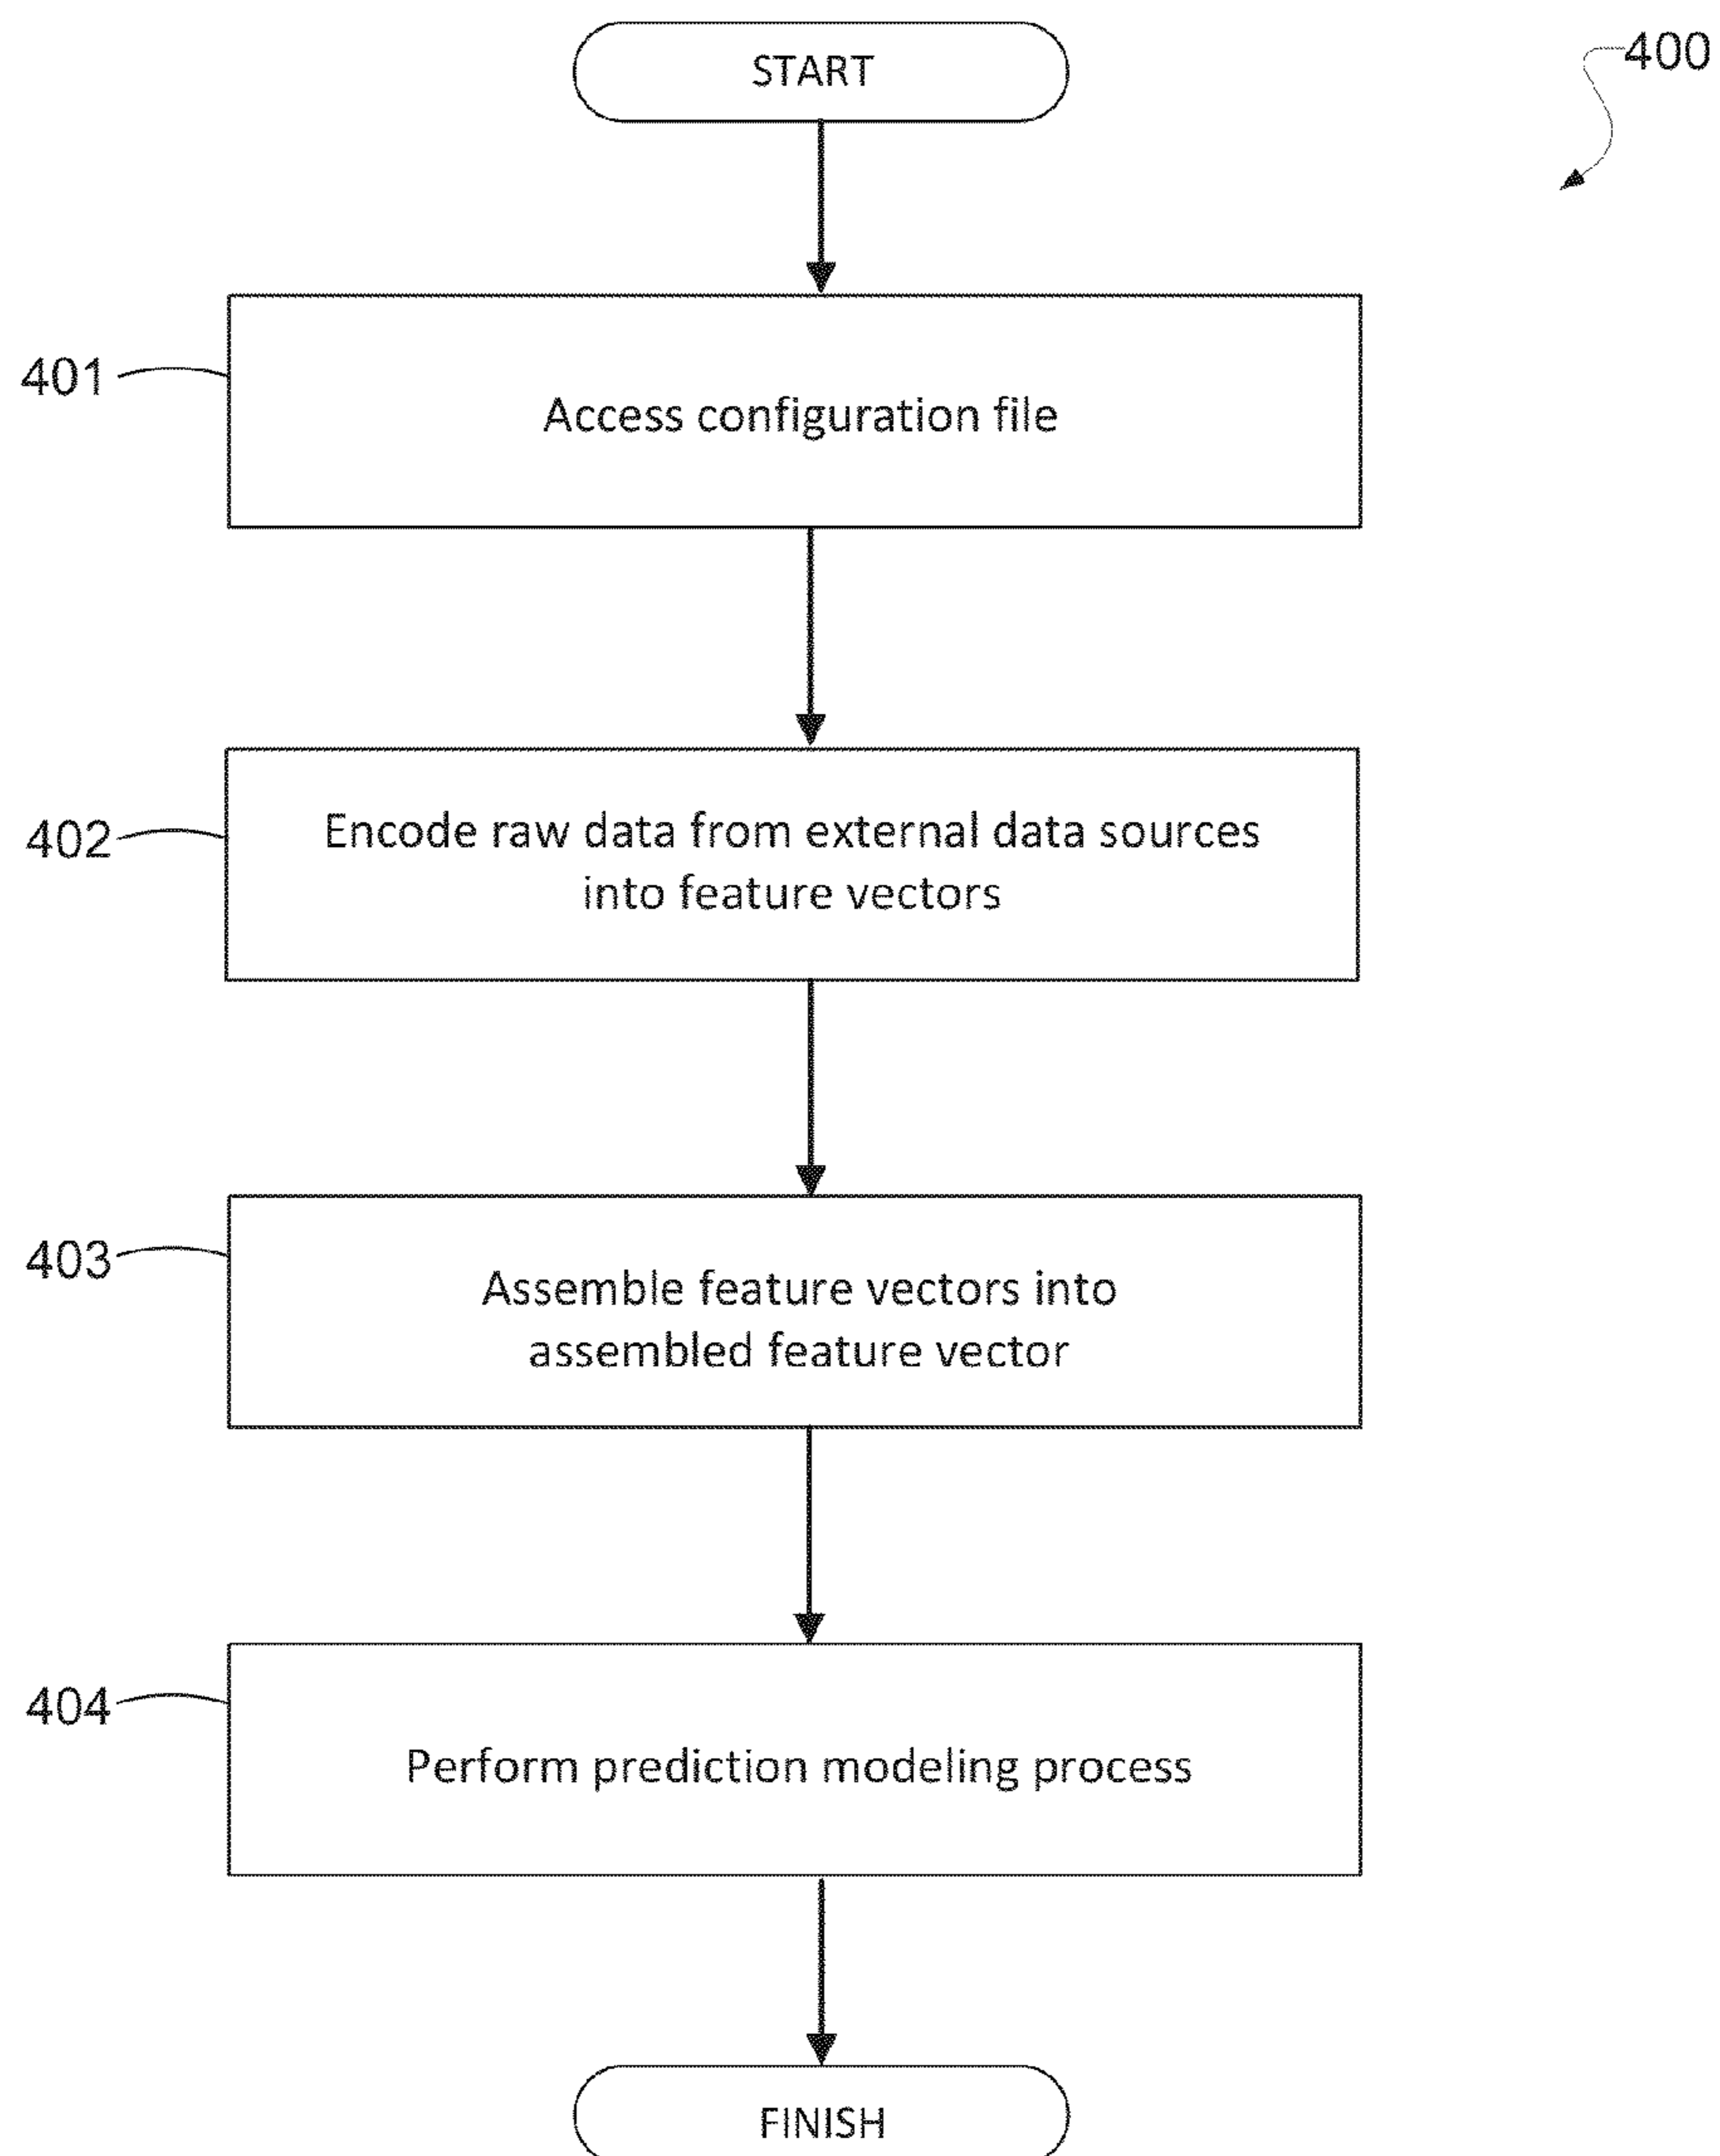 START
400
401
Access configuration file
402
Encode raw data from external data sources
into feature vectors
403
Assemble feature vectors into
assembled feature vector
404
Perform prediction modeling process
FINISH